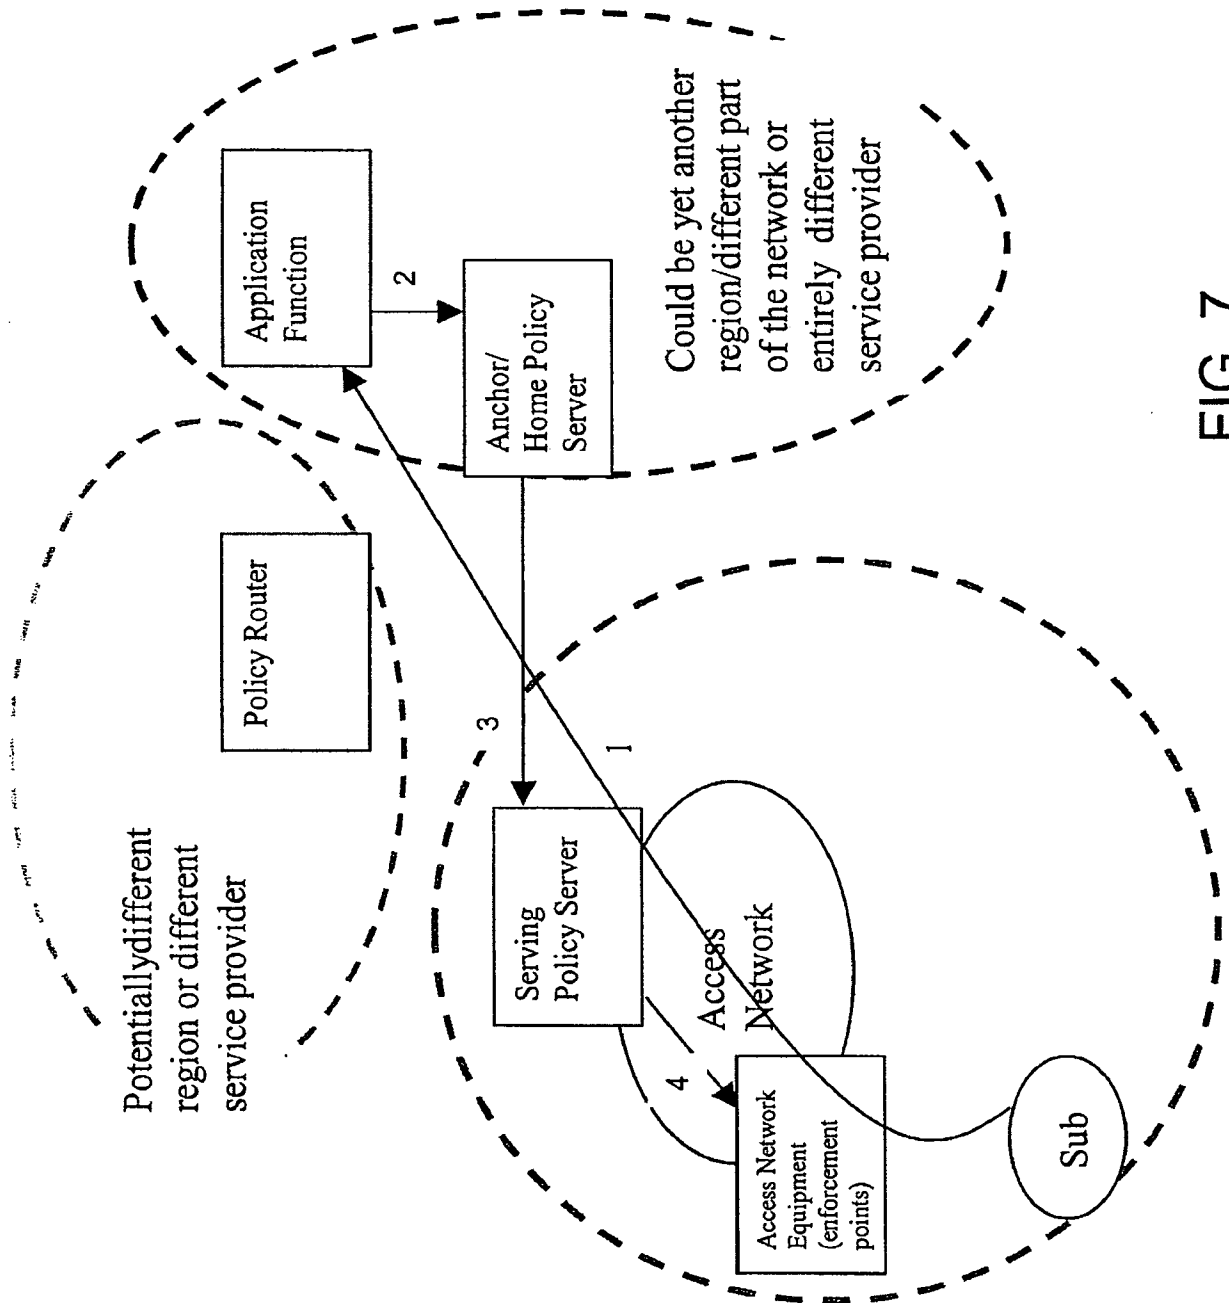 Potentiallydifferent
region or different
service provider
Policy Router
Application
Function
2
Anchor/
Home Policy
Server
3
Serving
Policy Server
1
4
Access
Network
Access Network
Equipment
(enforcement
points)
Sub
Could be yet another
region/different part
of the network or
entirely different
service provider
FIG. 7